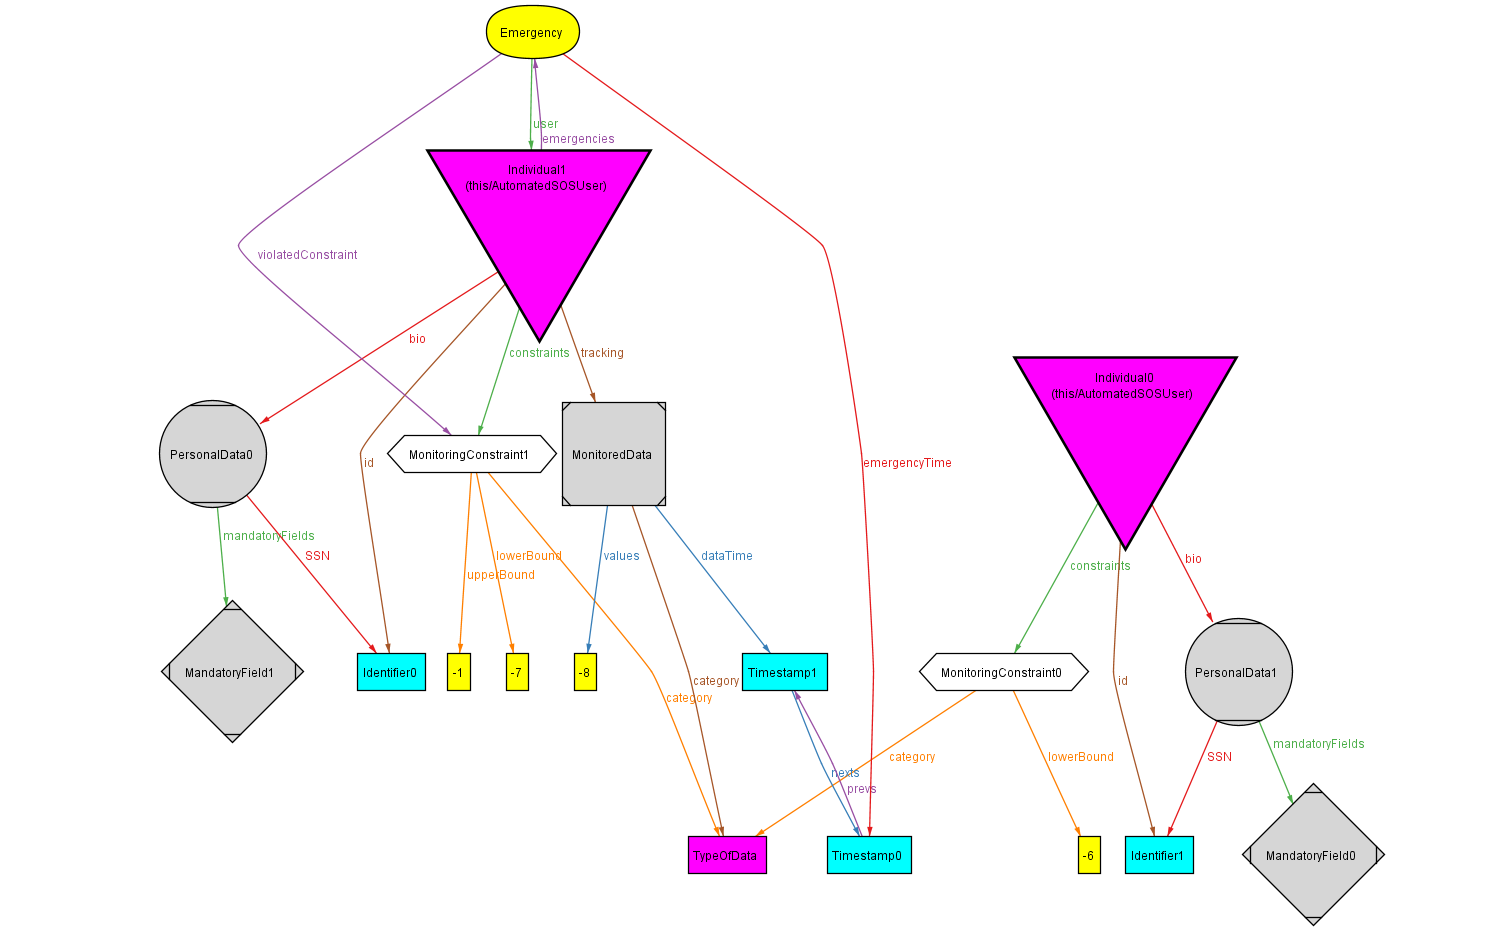 Emergency
user
emergencies
Individual1
(this/AutomatedSOSUser)
violatedConstraint
bio
constraints
tracking
Individual0
(this/AutomatedSOSUser)
PersonalData0
id
MonitoringConstraint1
MonitoredData
emergencyTime
mandatoryFields
SSN
lowerBound
upperBound
values
dataTime
constraints
bio
MandatoryField1
Identifier0
-1
-7
-8
category
category
Timestamp1
MonitoringConstraint0
id
PersonalData1
nexts
prevs
category
lowerBound
SSN
mandatoryFields
TypeOfData
Timestamp0
-6
Identifier1
MandatoryField0